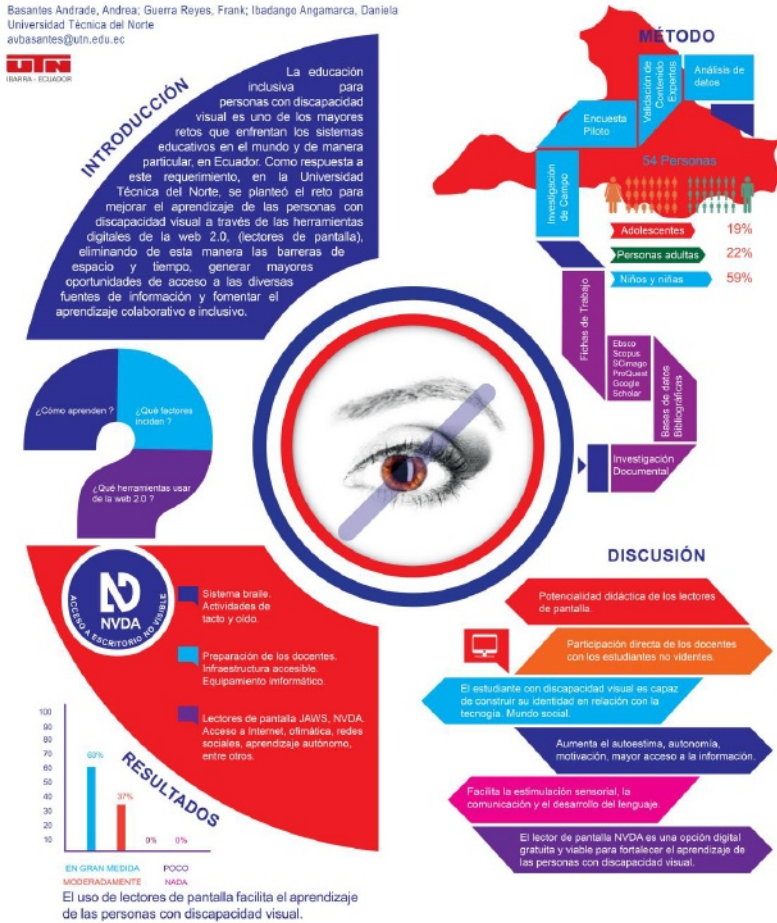 Basantes Andrade, Andrea; Guerra Reyes, Frank; Ibadango Angamarca, Daniela
Universidad Técnica del Norte
avbasantes@utn.edu.ec
UTN
IBARRA - ECUADOR
INTRODUCCIÓN
La educación
inclusiva para
personas con discapacidad
visual es uno de los mayores
retos que enfrentan los sistemas
educativos en el mundo y de manera
particular, en Ecuador. Como respuesta a
este requerimiento, en la Universidad
Técnica del Norte, se planteó el reto para
mejorar el aprendizaje de las personas con
discapacidad visual a través de las herramientas
digitales de la web 2.0, (lectores de pantalla),
eliminando de esta manera las barreras de
espacio y tiempo, generar mayores
oportunidades de acceso a las diversas
fuentes de información y fomentar el
aprendizaje colaborativo e inclusivo.
¿Cómo aprenden ?
¿Qué factores
inciden ?
¿Qué herramientas usar
de la web 2.0 ?
MÉTODO
Análisis de
datos
Validación de
Contenido
Expertos
Encuesta
Piloto
Investigación
de Campo
54 Personas
Adolescentes 19%
Personas adultas 22%
Niños y niñas 59%
Fichas de Trabajo
Ebsco
Scopus
SCimago
ProQuest
Google
Scholar
Bases de datos
Bibliográficas
Investigación
Documental
NVDA
ACCESO A ESCRITORIO NO VISIBLE
Sistema braile.
Actividades de
tacto y oído.
Preparación de los docentes.
Infraestructura accesible.
Equipamiento imformático.
Lectores de pantalla JAWS, NVDA.
Acceso a Internet, ofimática, redes
sociales, aprendizaje autónomo,
entre otros.
RESULTADOS
100
90
80
70
60
50
40
30
20
10
63%
37%
0%
0%
EN GRAN MEDIDA
POCO
MODERADAMENTE
NADA
El uso de lectores de pantalla facilita el aprendizaje
de las personas con discapacidad visual.
DISCUSIÓN
Potencialidad didáctica de los lectores
de pantalla.
Participación directa de los docentes
con los estudiantes no videntes.
El estudiante con discapacidad visual es capaz
de construir su identidad en relación con la
tecnogía. Mundo social.
Aumenta el autoestima, autonomía,
motivación, mayor acceso a la información.
Facilita la estimulación sensorial, la
comunicación y el desarrollo del lenguaje.
El lector de pantalla NVDA es una opción digital
gratuita y viable para fortalecer el aprendizaje de
las personas con discapacidad visual.